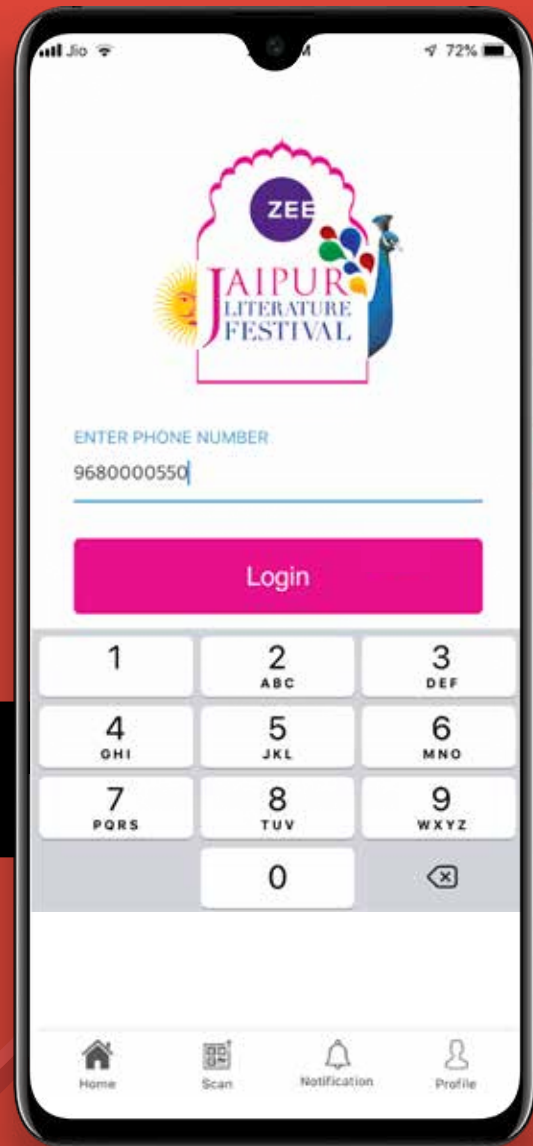 Jio
72%
ZEE
JAIPUR
LITERATURE
FESTIVAL
ENTER PHONE NUMBER
9680000550
Login
1
2
ABC
3
DEF
4
GHI
5
JKL
6
MNO
7
PQRS
8
TUV
9
WXYZ
0
Home
Scan
Notification
Profile